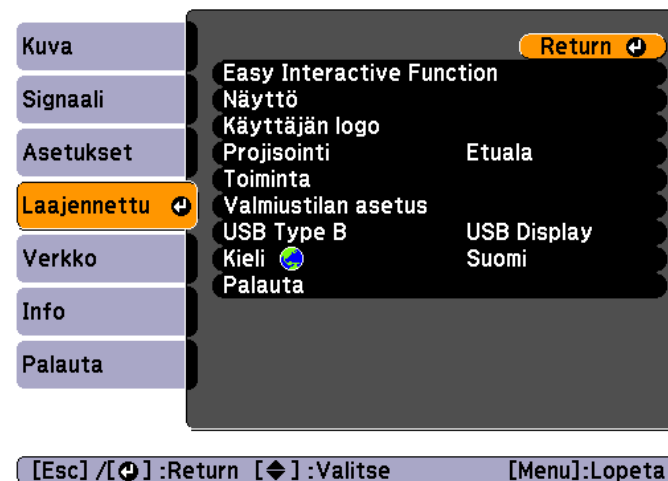 Kuva
Signaali
Asetukset
Laajennettu
Verkko
Info
Palauta
Return
Easy Interactive Function
Näyttö
Käyttäjän logo
Projisointi Etuala
Toiminta
Valmiustilan asetus
USB Type B USB Display
Kieli Suomi
Palauta
[Esc] /[ ] :Return [ ] :Valitse [Menu]:Lopeta